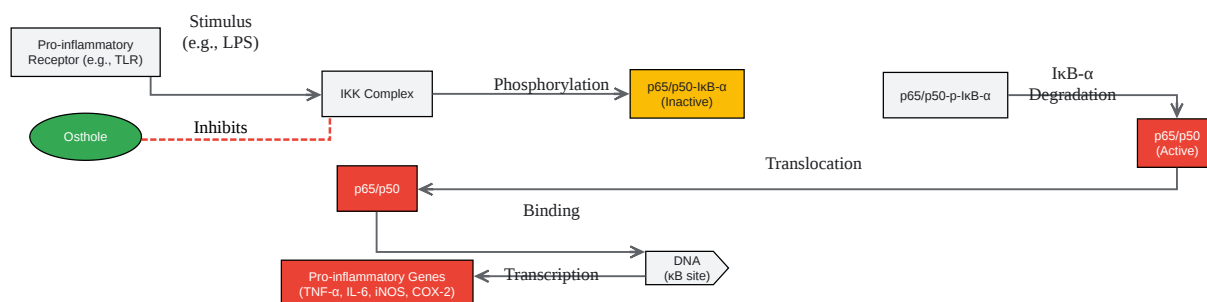 Stimulus
(e.g., LPS)
Pro-inflammatory
Receptor (e.g., TLR)
IKK Complex
Phosphorylation
p65/p50-IκB-α
(Inactive)
p65/p50-p-IκB-α
IκB-α
Degradation
Osthole
Inhibits
p65/p50
(Active)
Translocation
p65/p50
Binding
DNA
(κB site)
Transcription
Pro-inflammatory Genes
(TNF-α, IL-6, iNOS, COX-2)